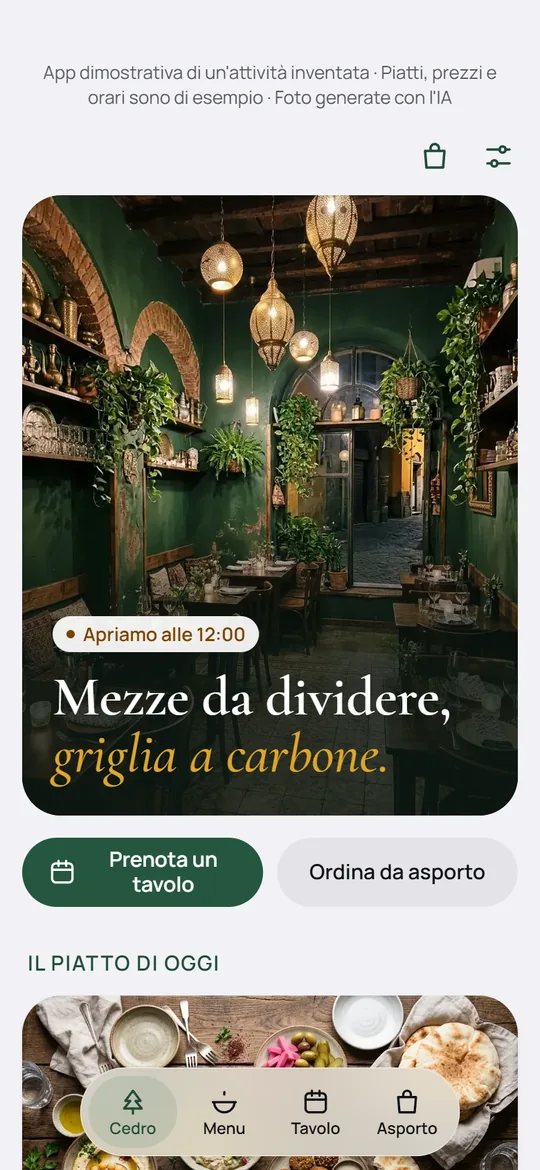 App dimostrativa di un'attività inventata · Piatti, prezzi e
orari sono di esempio · Foto generate con l'IA
Apriamo alle 12:00
Mezze da dividere,
griglia a carbone.
Prenota un
tavolo
Ordina da asporto
IL PIATTO DI OGGI
Cedro
Menu
Tavolo
Asporto